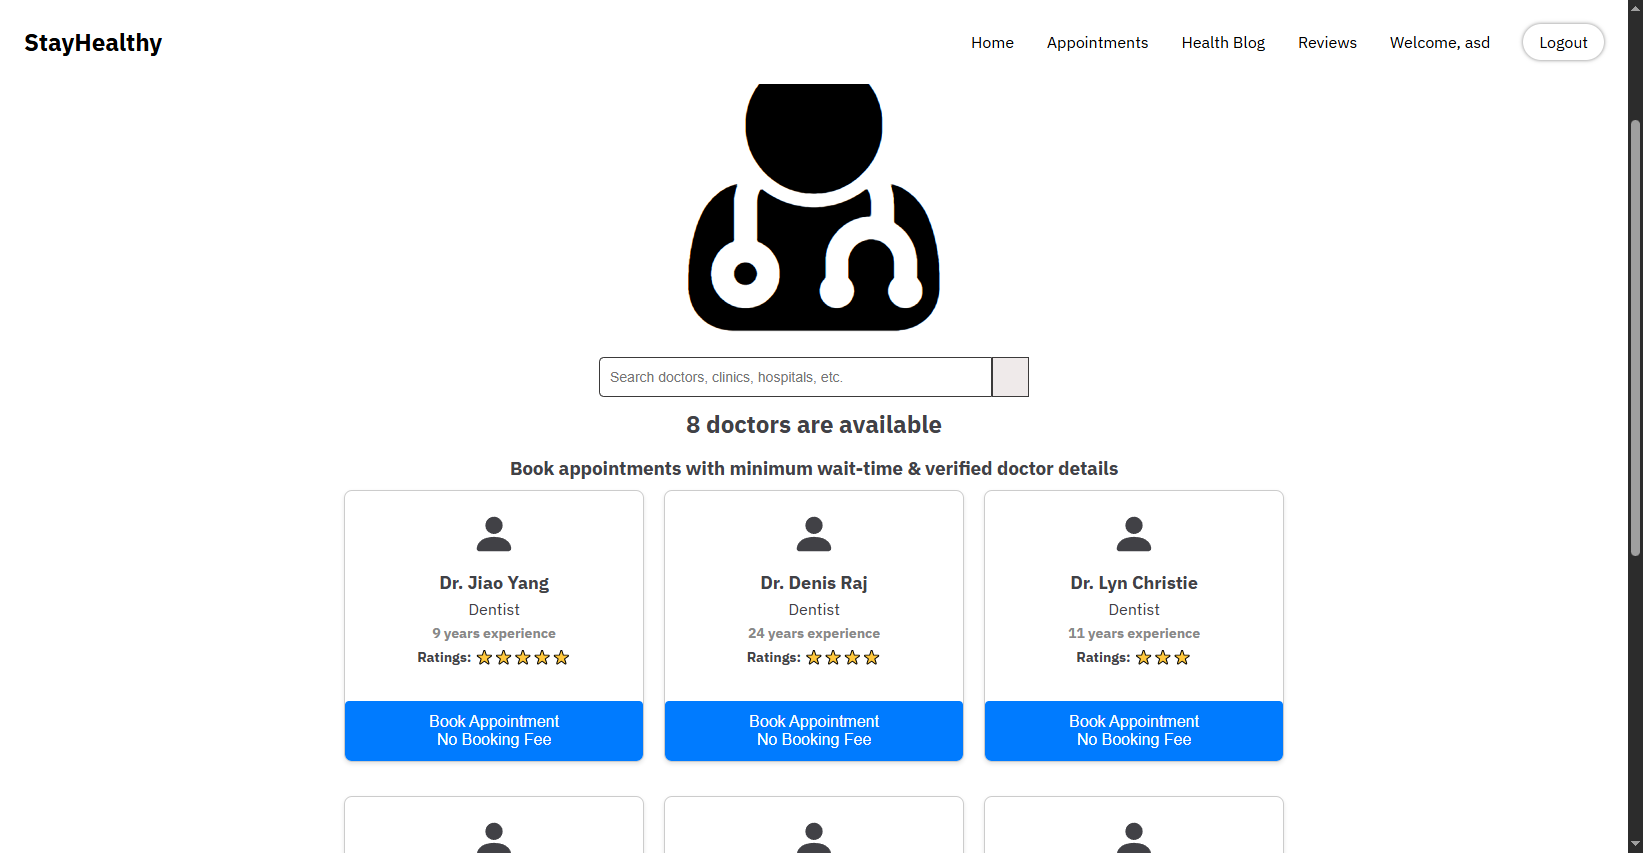 StayHealthy
Home Appointments Health Blog Reviews Welcome, asd Logout
Search doctors, clinics, hospitals, etc.
8 doctors are available
Book appointments with minimum wait-time & verified doctor details
Dr. Jiao Yang
Dentist
9 years experience
Ratings:
Book Appointment
No Booking Fee
Dr. Denis Raj
Dentist
24 years experience
Ratings:
Book Appointment
No Booking Fee
Dr. Lyn Christie
Dentist
11 years experience
Ratings:
Book Appointment
No Booking Fee